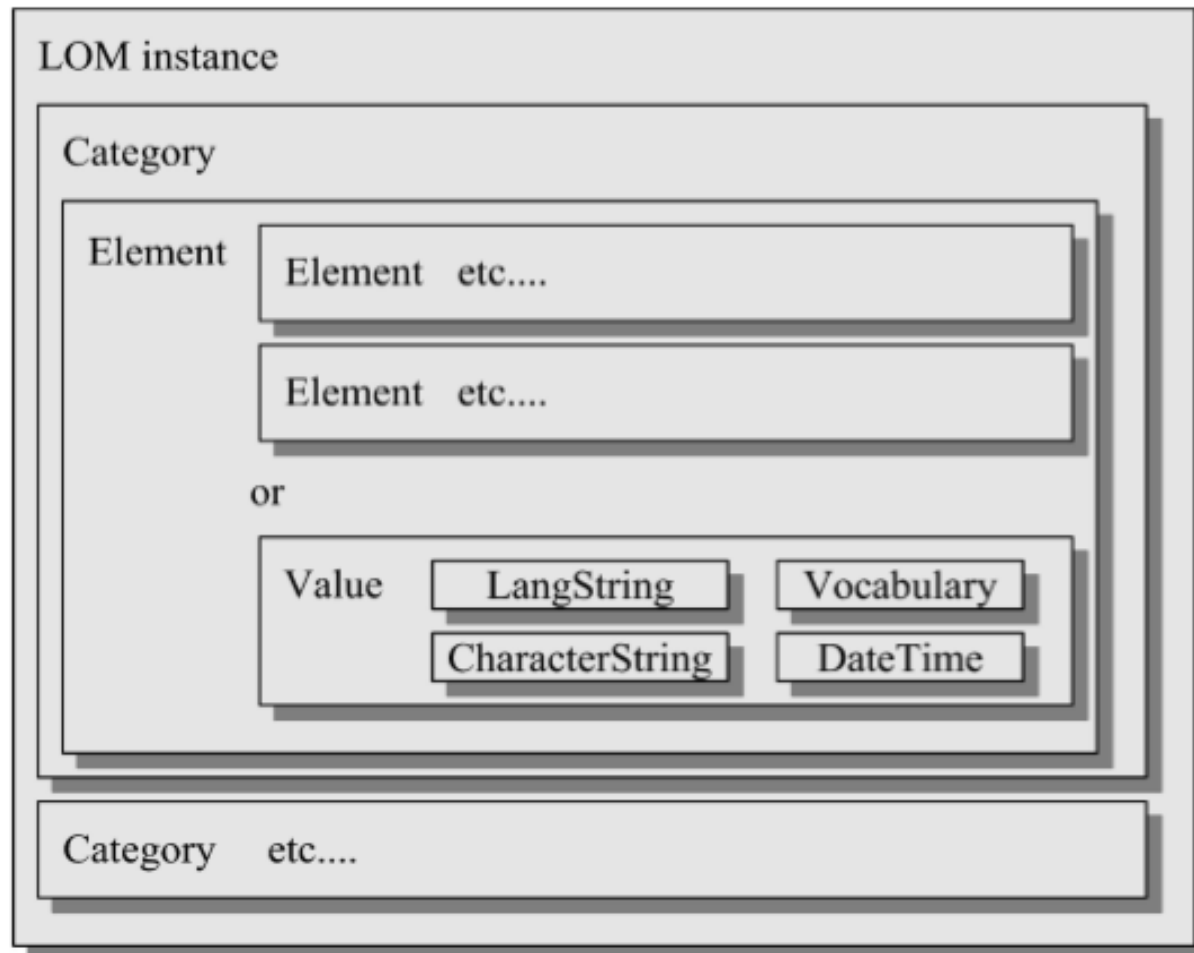 LOM instance
Category
Element
Element etc....
Element etc....
or
Value LangString Vocabulary
CharacterString DateTime
Category etc....